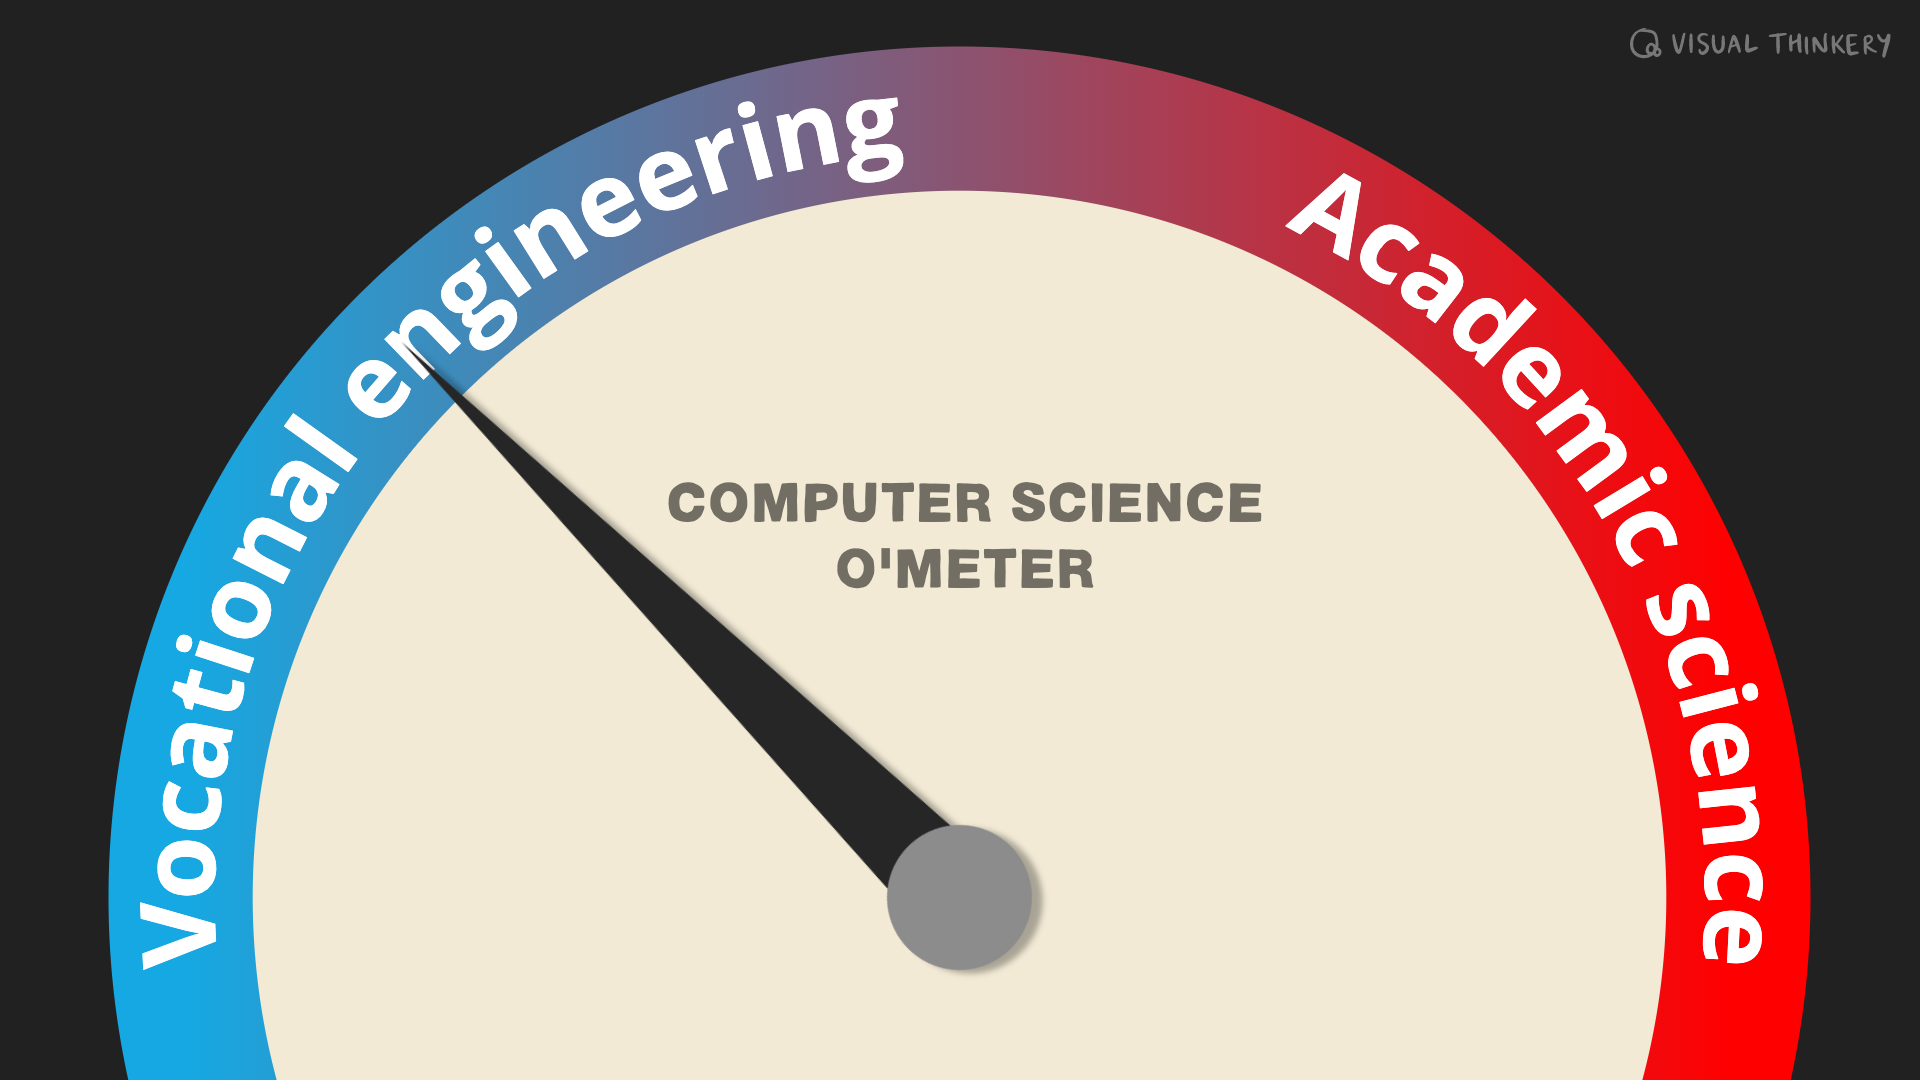 @ VISUAL THINKERY
Vocational engineering
Academic science
COMPUTER SCIENCE
O'METER